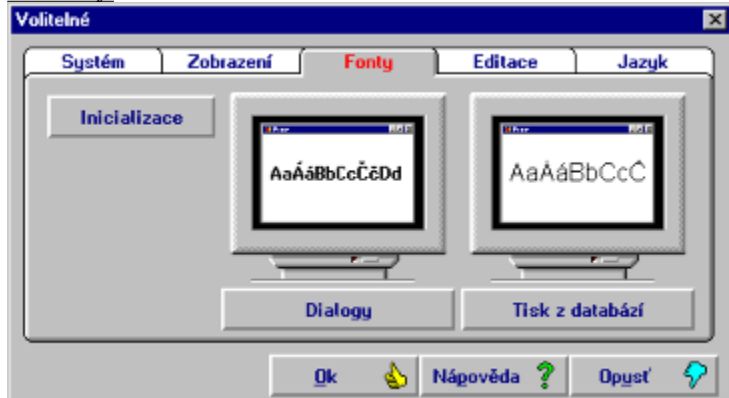 Volitelné
Systém Zobrazení Fonty Editace Jazyk
Inicializace
AaÁáBbCcČčDd AaÁáBbCcČ
Dialogy Tisk z databází
Ok Nápověda Opusť